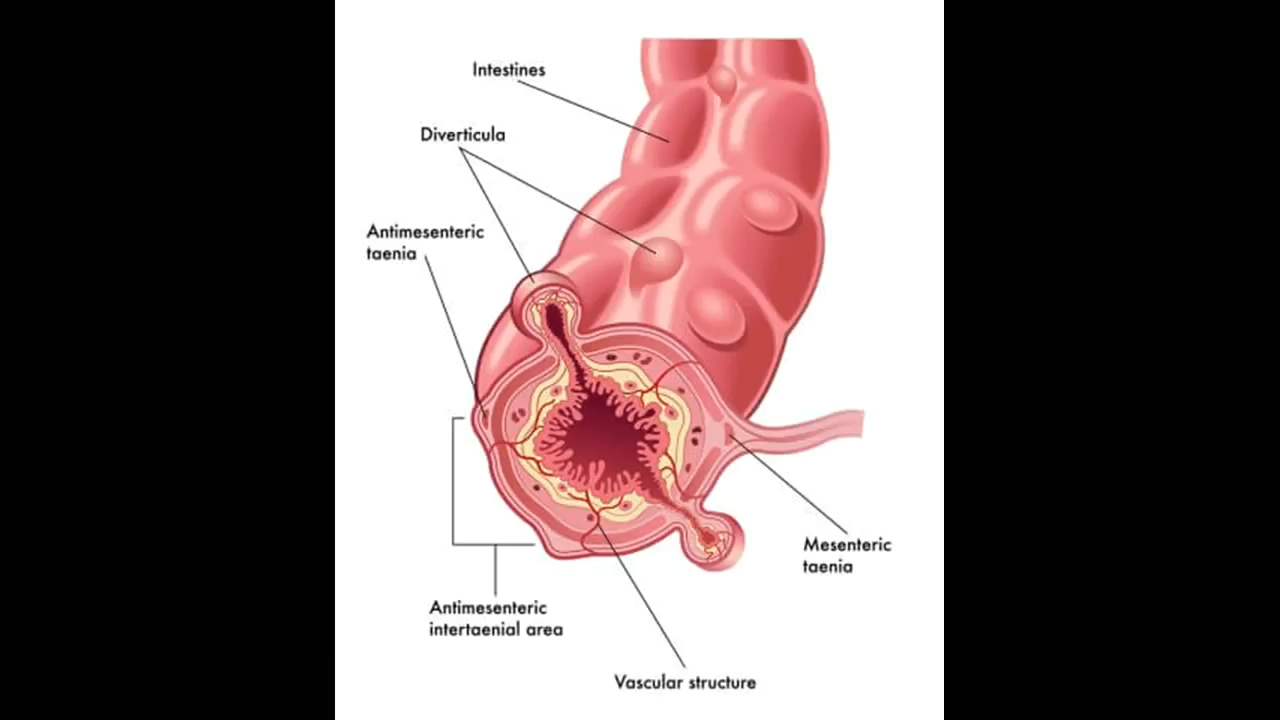 Intestines
Diverticula
Antimesenteric
taenia
Mesenteric
taenia
Antimesenteric
intertaenial area
Vascular structure